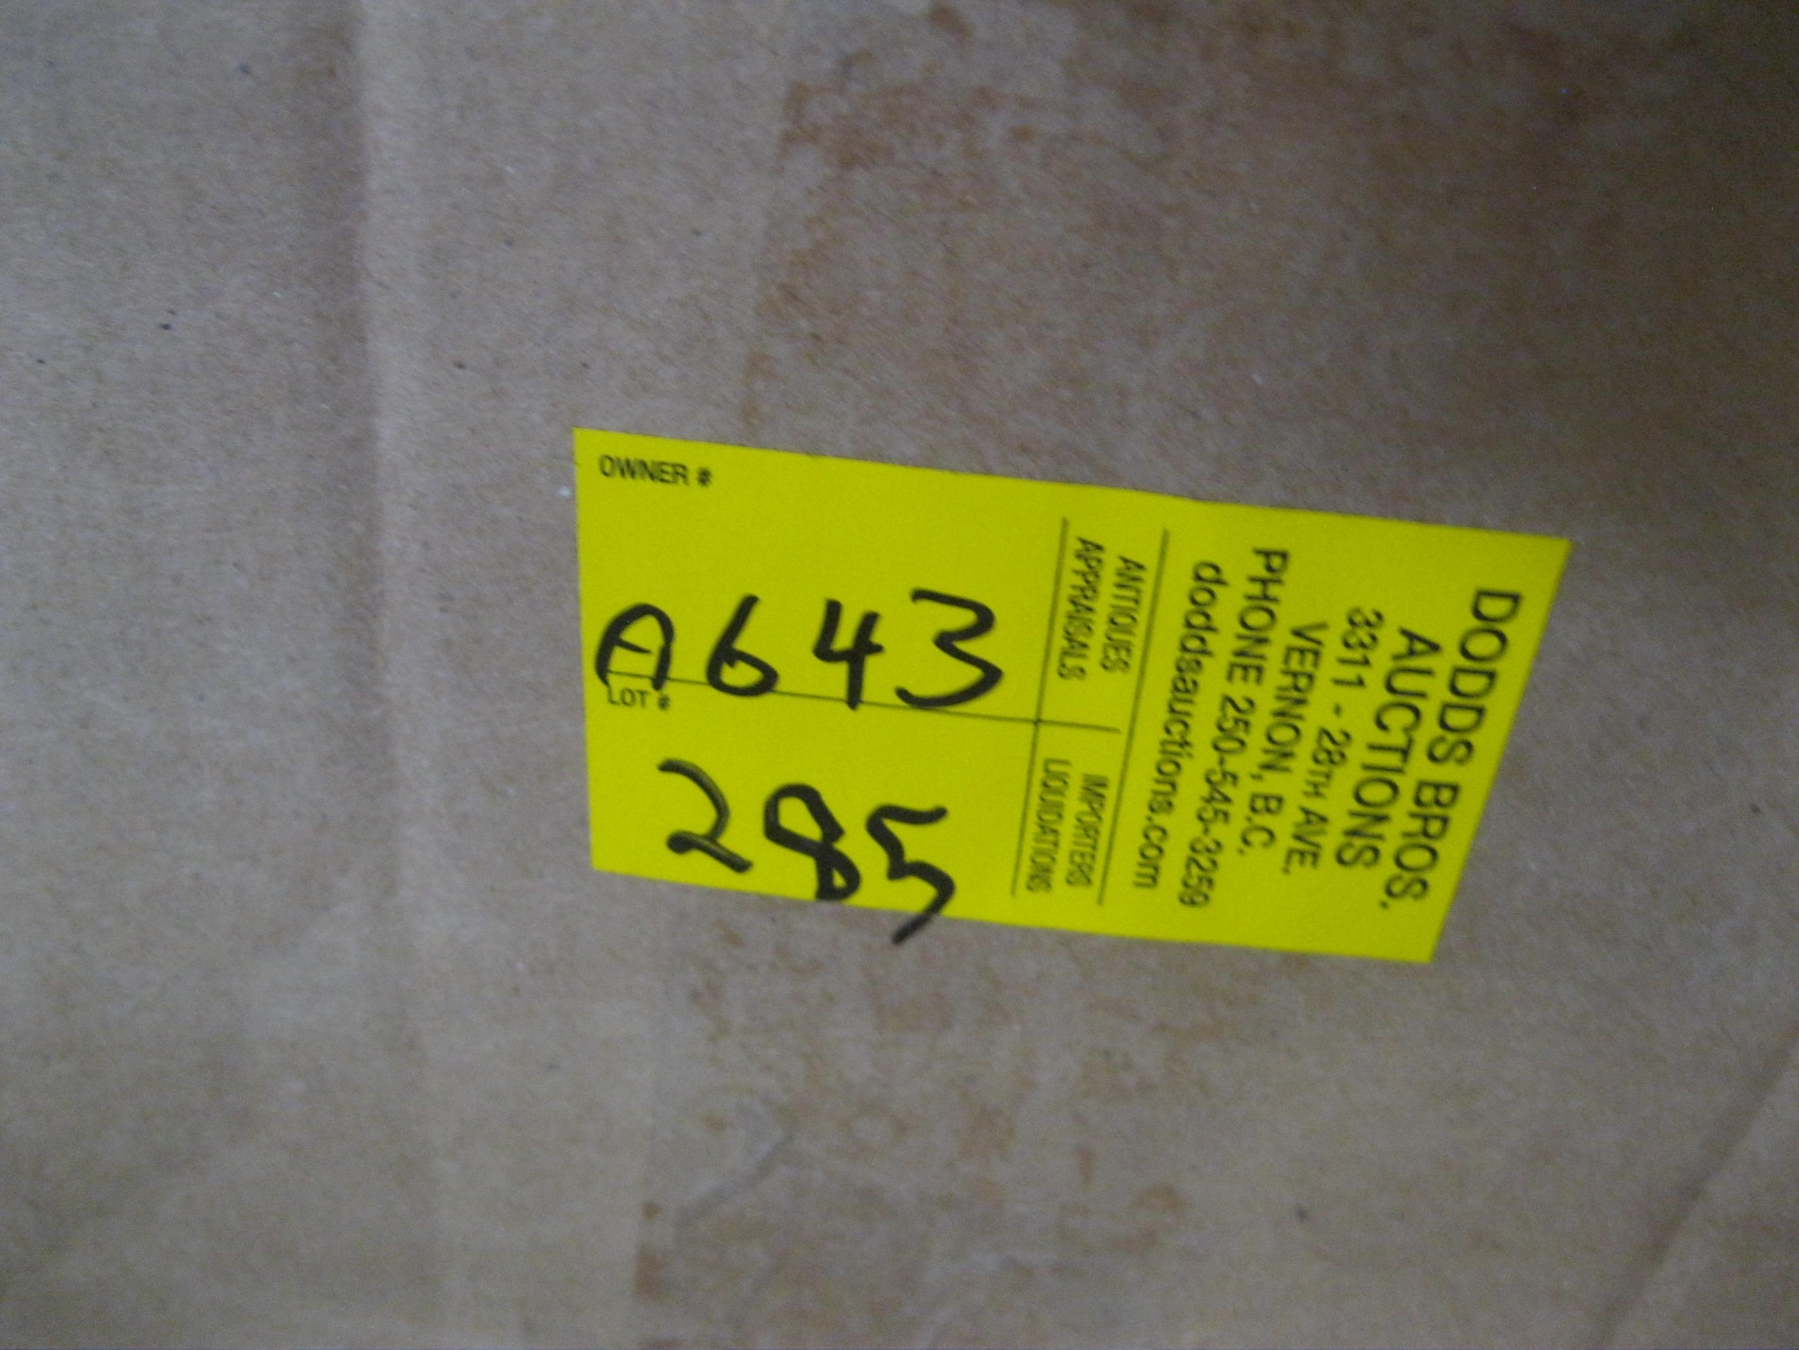 DODDS BROS.
AUCTIONS
3311 - 28TH AVE.
VERNON, B.C.
PHONE 250-545-3259
doddsauctions.com
ANTIQUES
APPRAISALS
IMPORTERS
LIQUIDATIONS
OWNER #
A643
LOT #
285